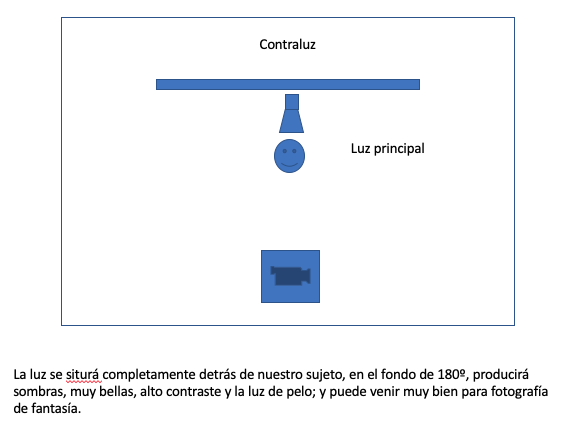 Contraluz
Luz principal
La luz se siturá completamente detrás de nuestro sujeto, en el fondo de 180º, producirá
sombras, muy bellas, alto contraste y la luz de pelo; y puede venir muy bien para fotografía
de fantasía.